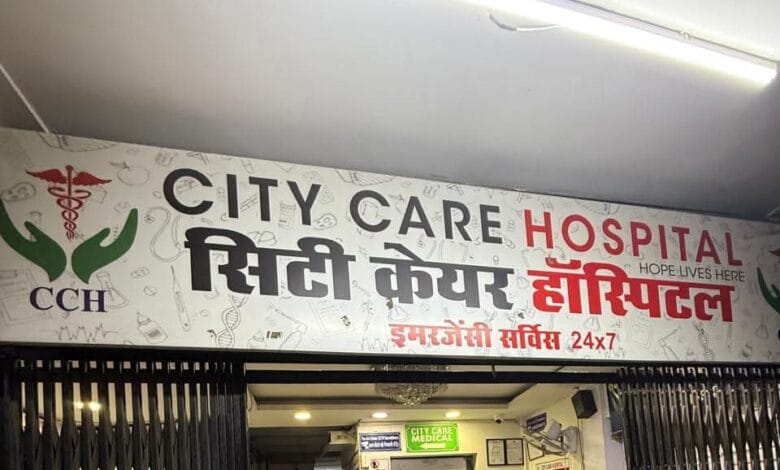 CITY CARE HOSPITAL
HOPE LIVES HERE
सिटी केयर हॉस्पिटल
इमरजेंसी सर्विस 24x7
CCH
CITY CARE
MEDICAL